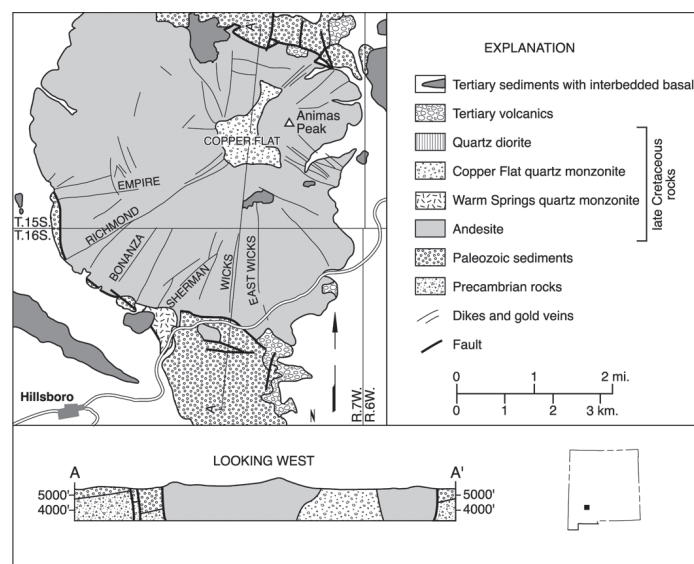 A'
Animas
Peak
COPPER FLAT
EMPIRE
T.15S.
T.16S.
RICHMOND
BONANZA
SHERMAN
WICKS
EAST WICKS
Hillsboro
A
N
R.7W.
R.6W.
EXPLANATION
Tertiary sediments with interbedded basal
Tertiary volcanics
Quartz diorite
Copper Flat quartz monzonite
Warm Springs quartz monzonite
Andesite
late Cretaceous
rocks
Paleozoic sediments
Precambrian rocks
Dikes and gold veins
Fault
0 1 2 mi.
0 1 2 3 km.
LOOKING WEST
A A'
5000' 5000'
4000' 4000'